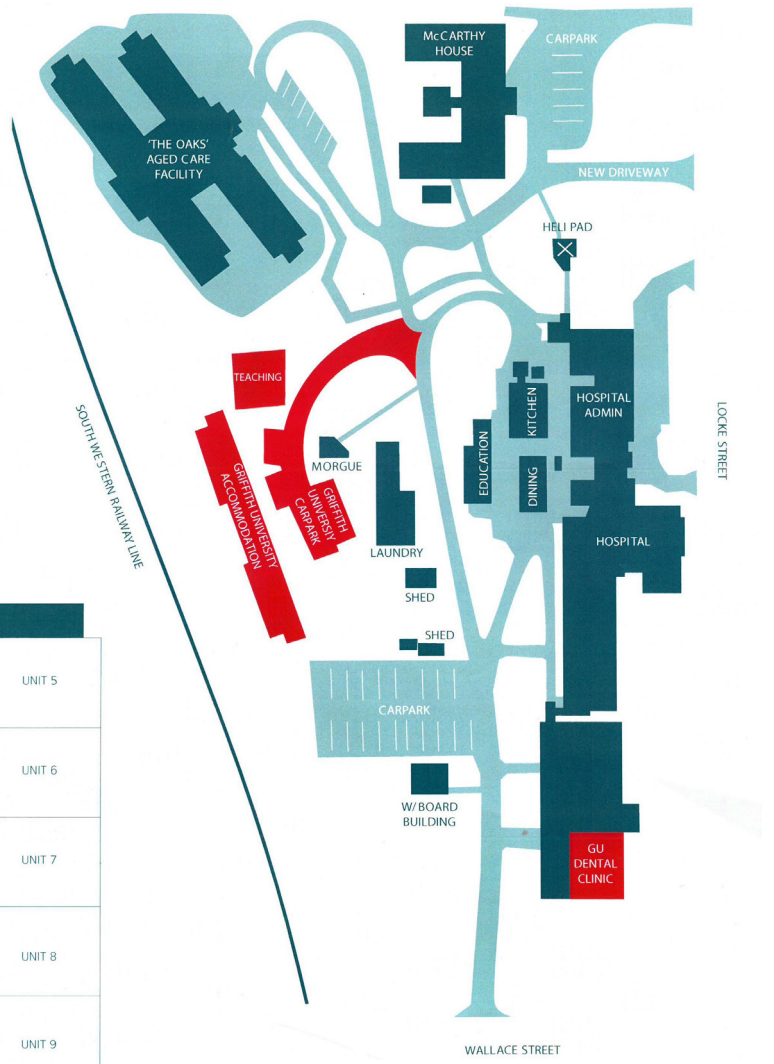 McCARTHY
HOUSE
CARPARK
'THE OAKS'
AGED CARE
FACILITY
NEW DRIVEWAY
HELI PAD
TEACHING
HOSPITAL
ADMIN
KITCHEN
LOCKE STREET
SOUTH WESTERN RAILWAY LINE
MORGUE
EDUCATION
DINING
GRIFFITH UNIVERSITY
ACCOMMODATION
GRIFFITH
UNIVERSIY
CARPARK
LAUNDRY
HOSPITAL
SHED
SHED
UNIT 5
CARPARK
UNIT 6
W/BOARD
BUILDING
GU
DENTAL
CLINIC
UNIT 7
UNIT 8
UNIT 9
WALLACE STREET